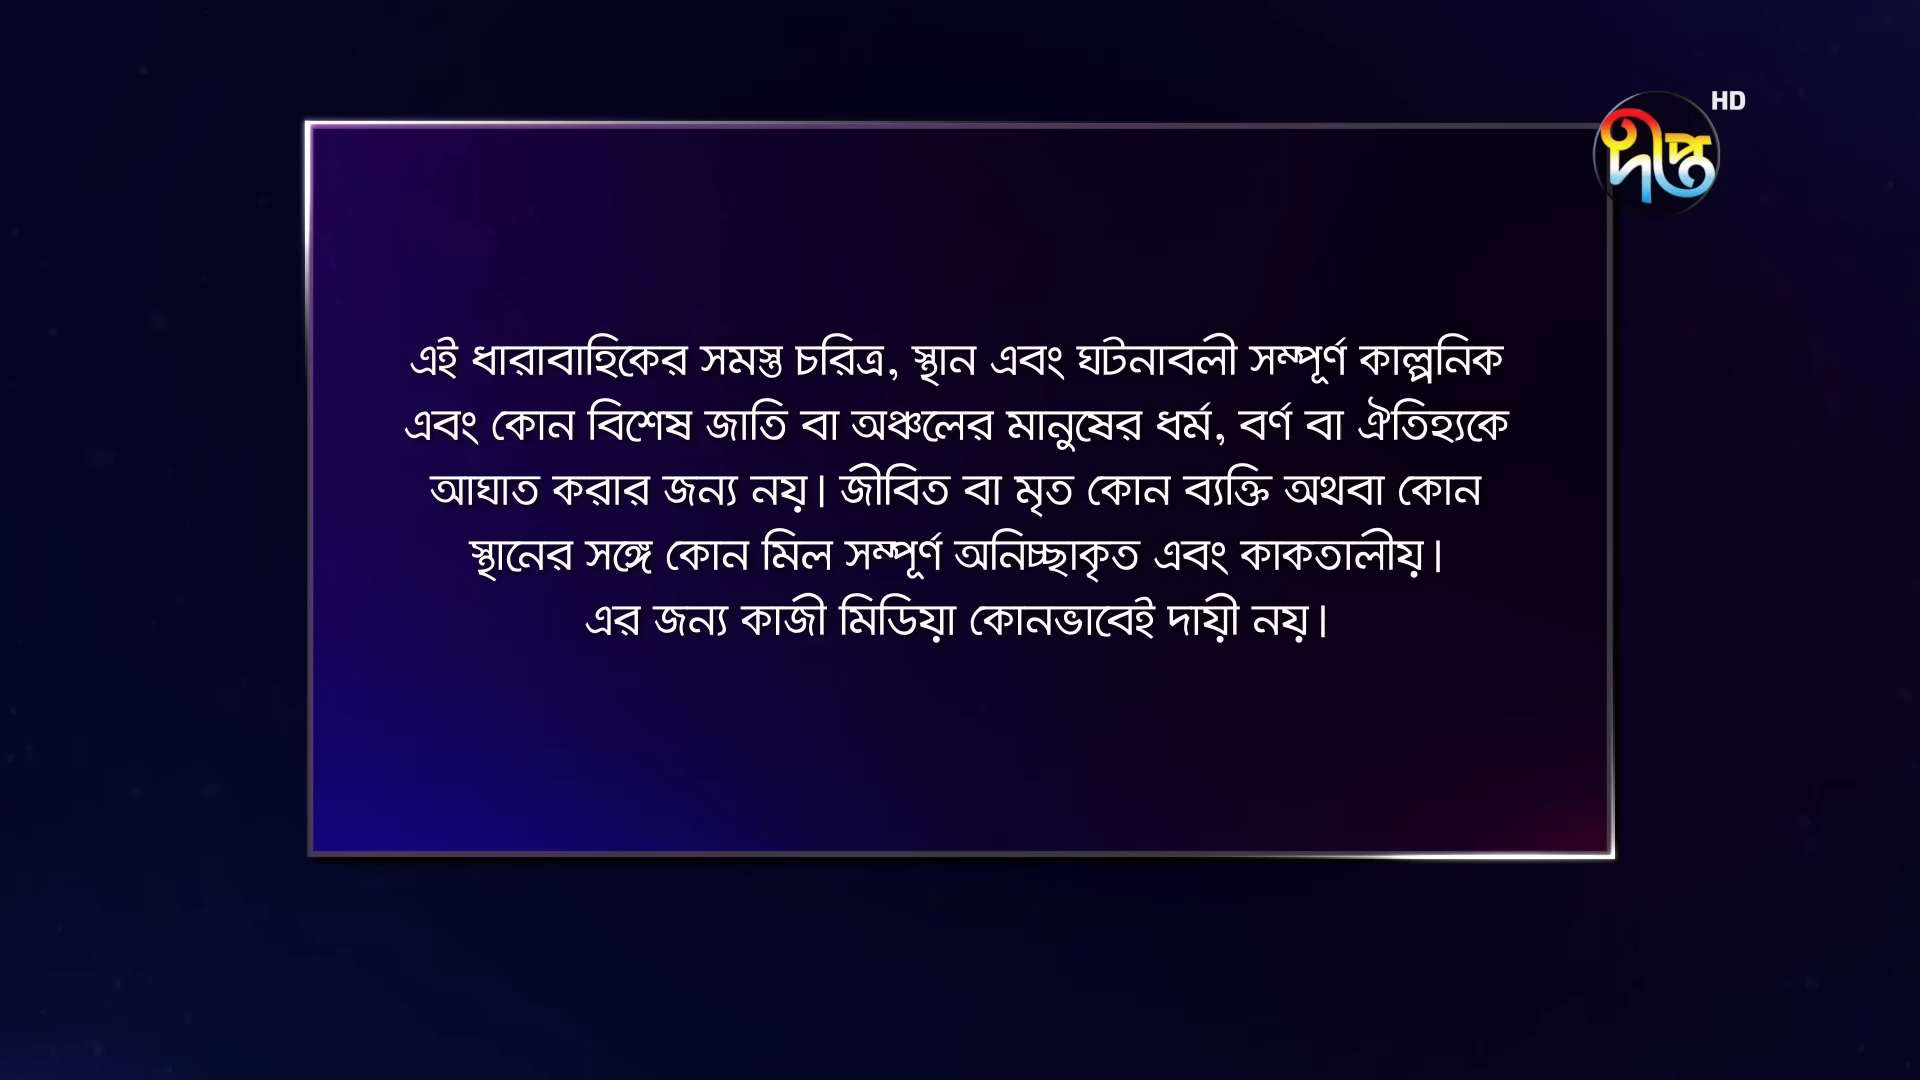 HD
দীপ্ত
এই ধারাবাহিকের সমস্ত চরিত্র, স্থান এবং ঘটনাবলী সম্পূর্ণ কাল্পনিক
এবং কোন বিশেষ জাতি বা অঞ্চলের মানুষের ধর্ম, বর্ণ বা ঐতিহ্যকে
আঘাত করার জন্য নয়। জীবিত বা মৃত কোন ব্যক্তি অথবা কোন
স্থানের সঙ্গে কোন মিল সম্পূর্ণ অনিচ্ছাকৃত এবং কাকতালীয়।
এর জন্য কাজী মিডিয়া কোনভাবেই দায়ী নয়।